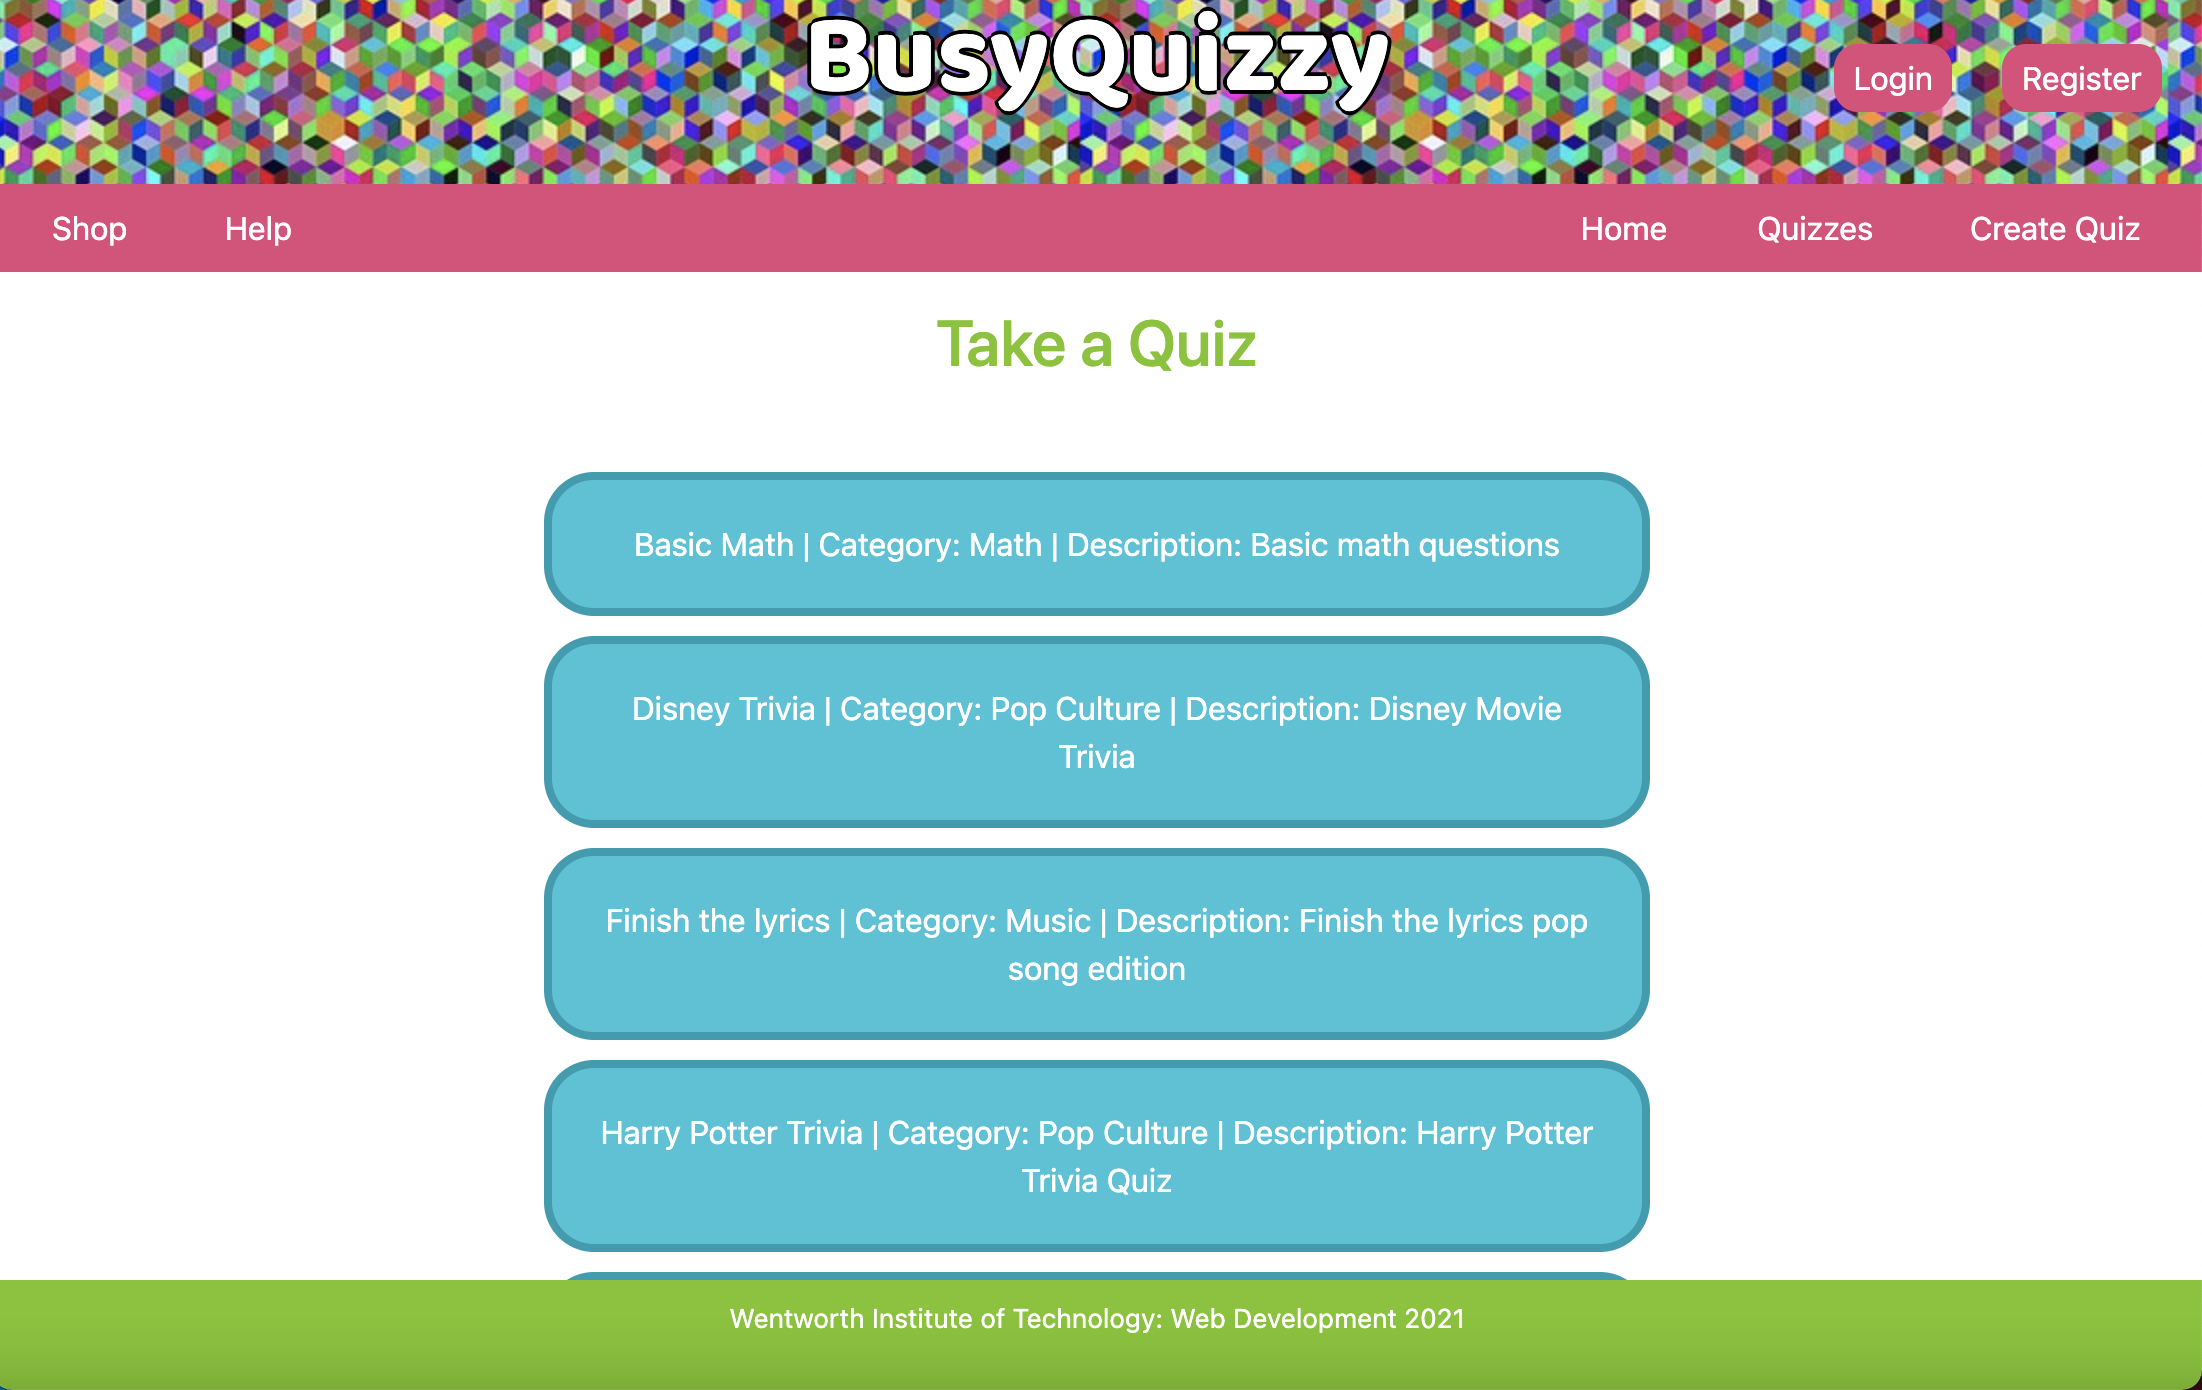 BusyQuizzy
Login
Register
Shop
Help
Home
Quizzes
Create Quiz
Take a Quiz
Basic Math | Category: Math | Description: Basic math questions
Disney Trivia | Category: Pop Culture | Description: Disney Movie
Trivia
Finish the lyrics | Category: Music | Description: Finish the lyrics pop
song edition
Harry Potter Trivia | Category: Pop Culture | Description: Harry Potter
Trivia Quiz
Wentworth Institute of Technology: Web Development 2021